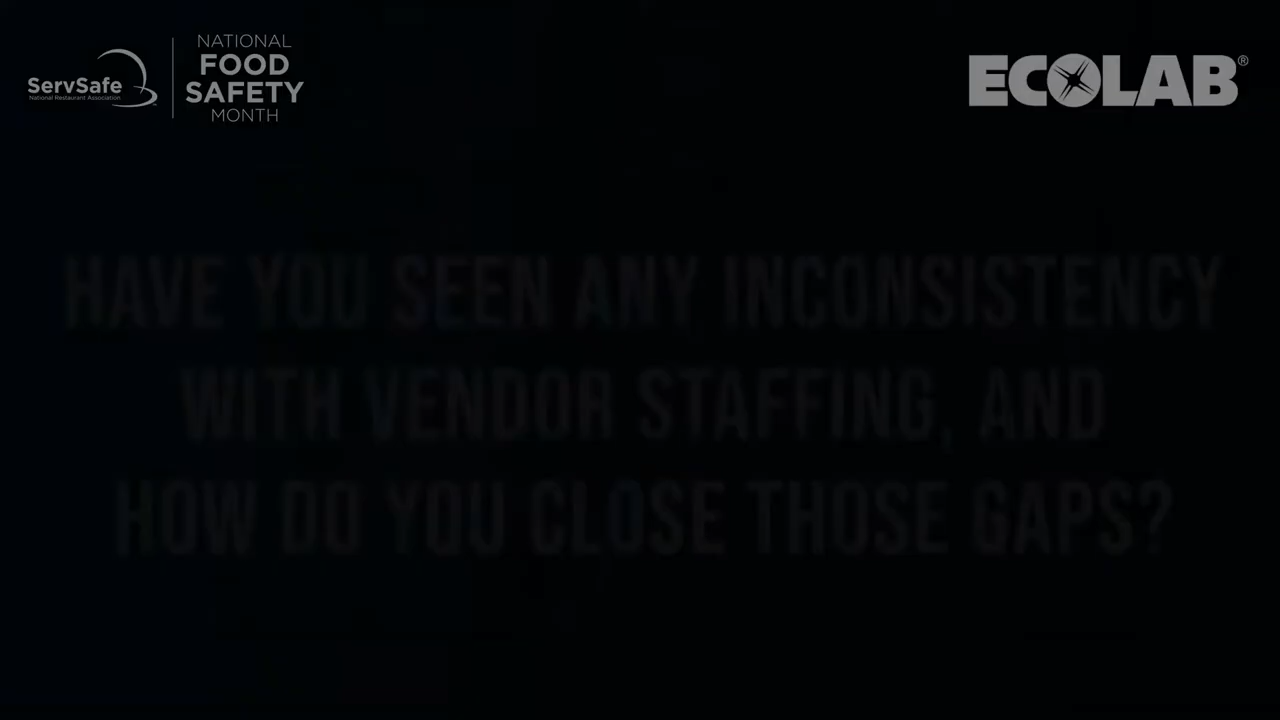 NATIONAL
FOOD
SAFETY
MONTH
ServSafe
National Restaurant Association
ECOLAB®
HAVE YOU SEEN ANY INCONSISTENCY
WITH VENDOR STAFFING, AND
HOW DO YOU CLOSE THOSE GAPS?